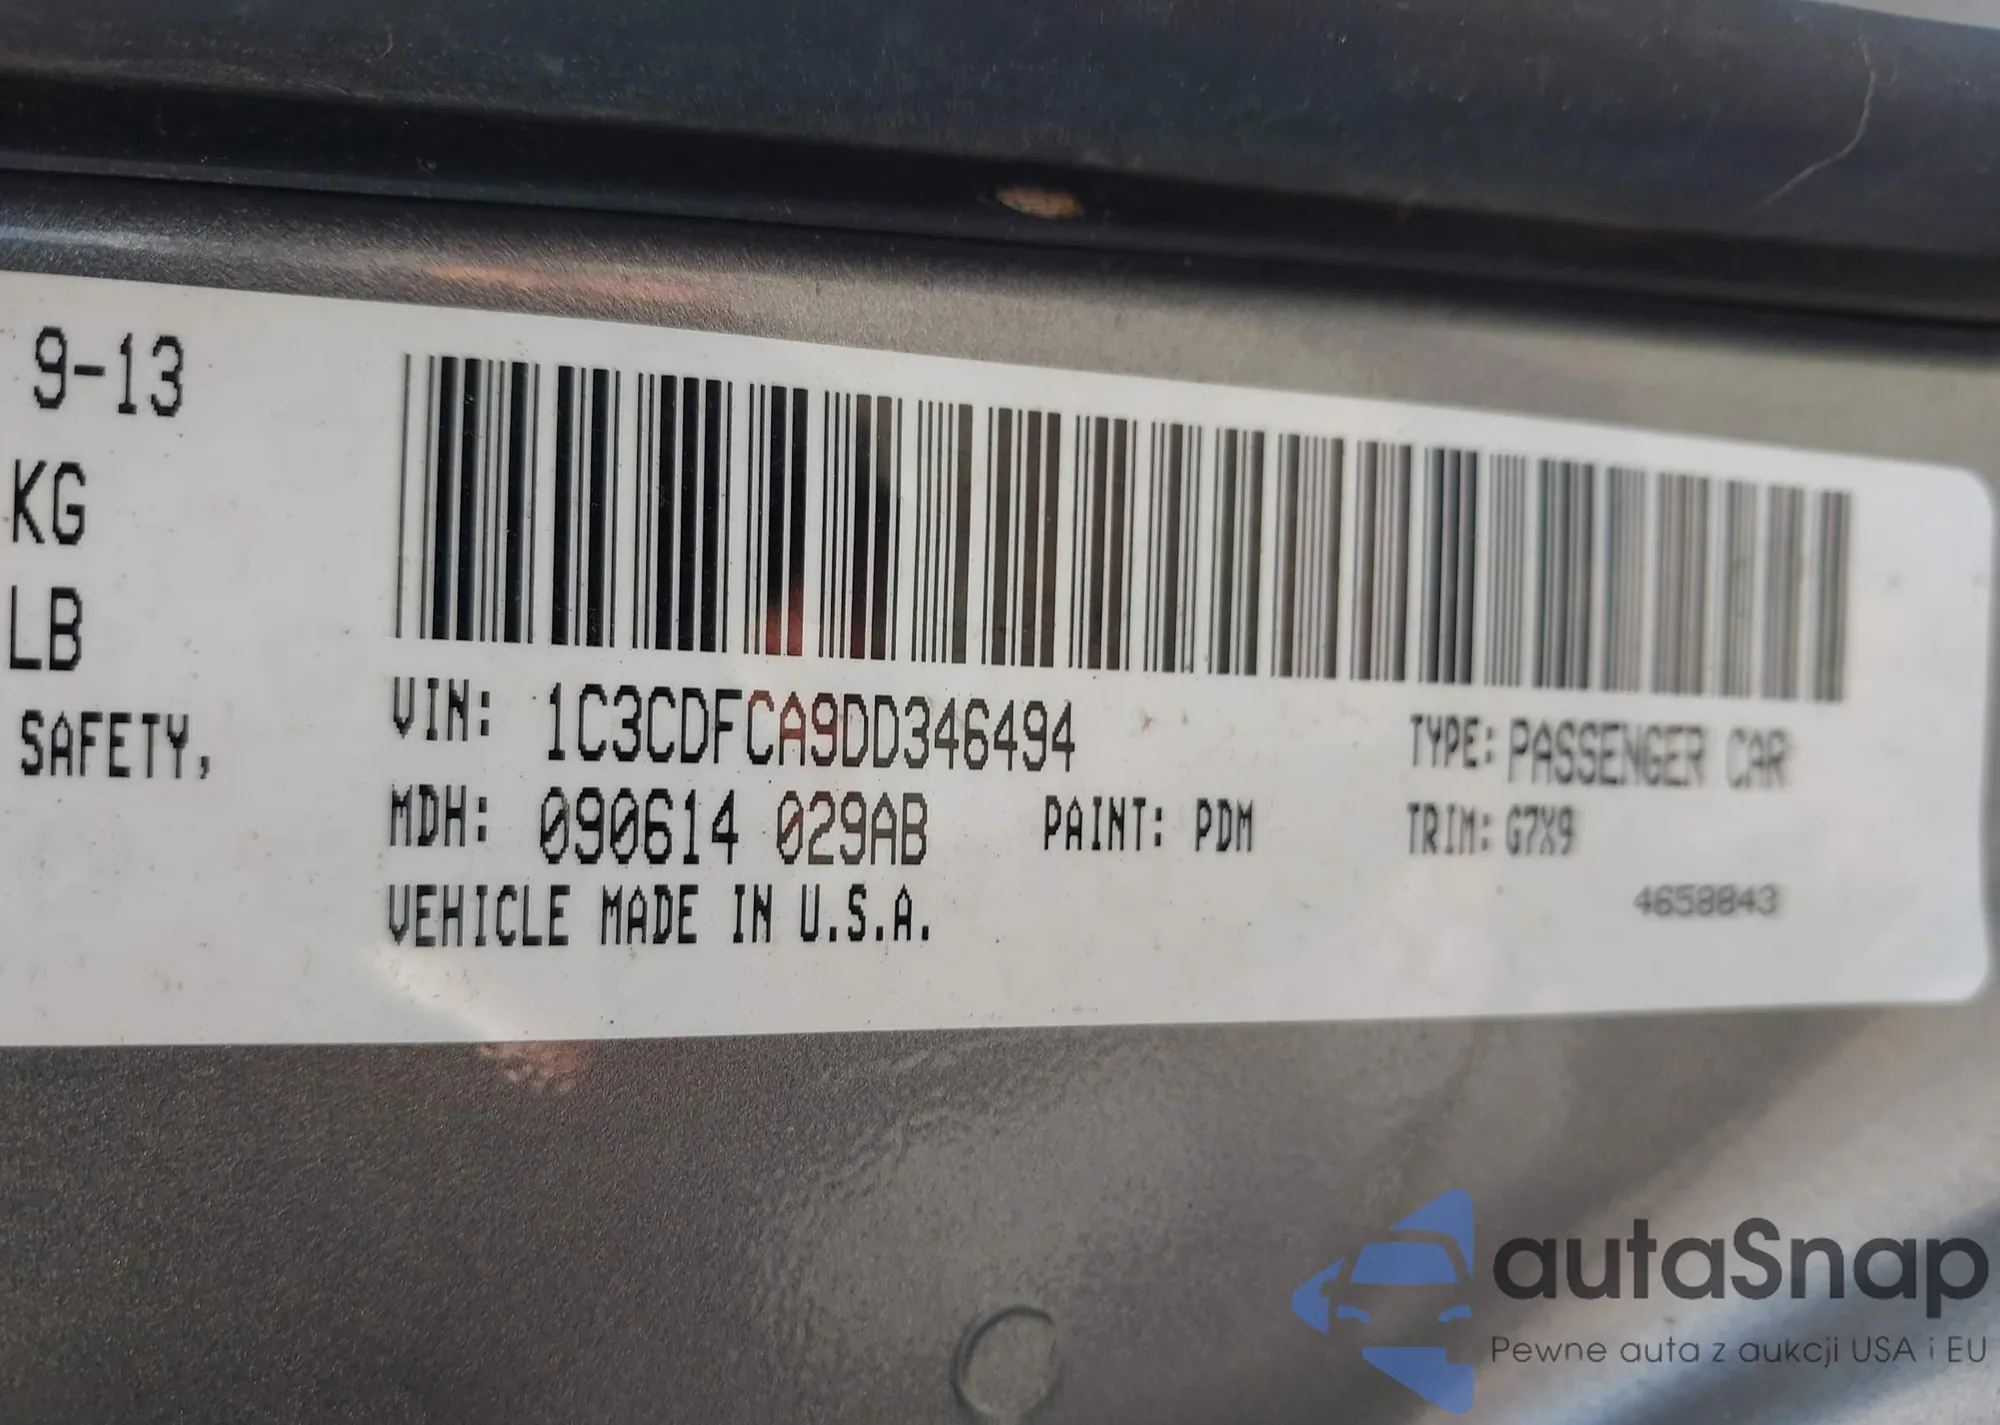 9-13
KG
LB
SAFETY,
VIN: 1C3CDFCA9DD346494
TYPE: PASSENGER CAR
MDH: 090614 029AB
PAINT: PDM
TRIM: G7X9
VEHICLE MADE IN U.S.A.
4658843
autaSnap
Pewne auta z aukcji USA i EU